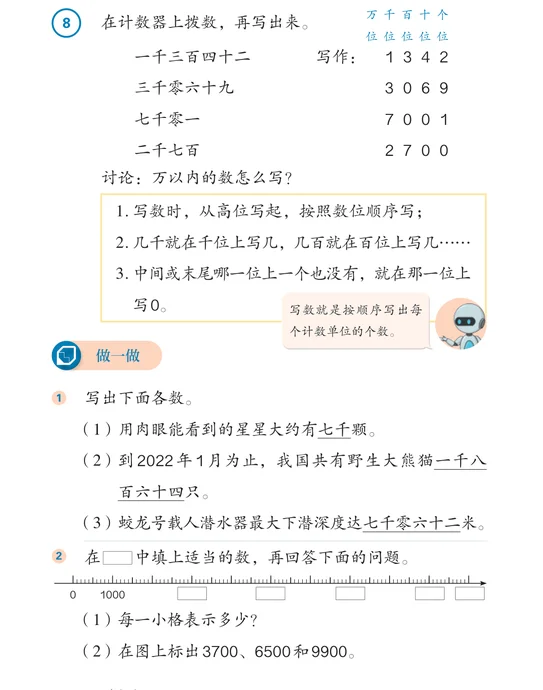 万 千 百 十 个
位 位 位 位 位
8 在计数器上拨数，再写出来。
一千三百四十二 写作： 1 3 4 2
三千零六十九 3 0 6 9
七千零一 7 0 0 1
二千七百 2 7 0 0
讨论：万以内的数怎么写？
1. 写数时，从高位写起，按照数位顺序写；
2. 几千就在千位上写几，几百就在百位上写几……
3. 中间或末尾哪一位上一个也没有，就在那一位上
写0。
写数就是按顺序写出每
个计数单位的个数。
做一做
1 写出下面各数。
（1）用肉眼能看到的星星大约有七千颗。
（2）到2022年1月为止，我国共有野生大熊猫一千八
百六十四只。
（3）蛟龙号载人潜水器最大下潜深度达七千零六十二米。
2 在 中填上适当的数，再回答下面的问题。
0 1000
（1）每一小格表示多少？
（2）在图上标出3700、6500和9900。